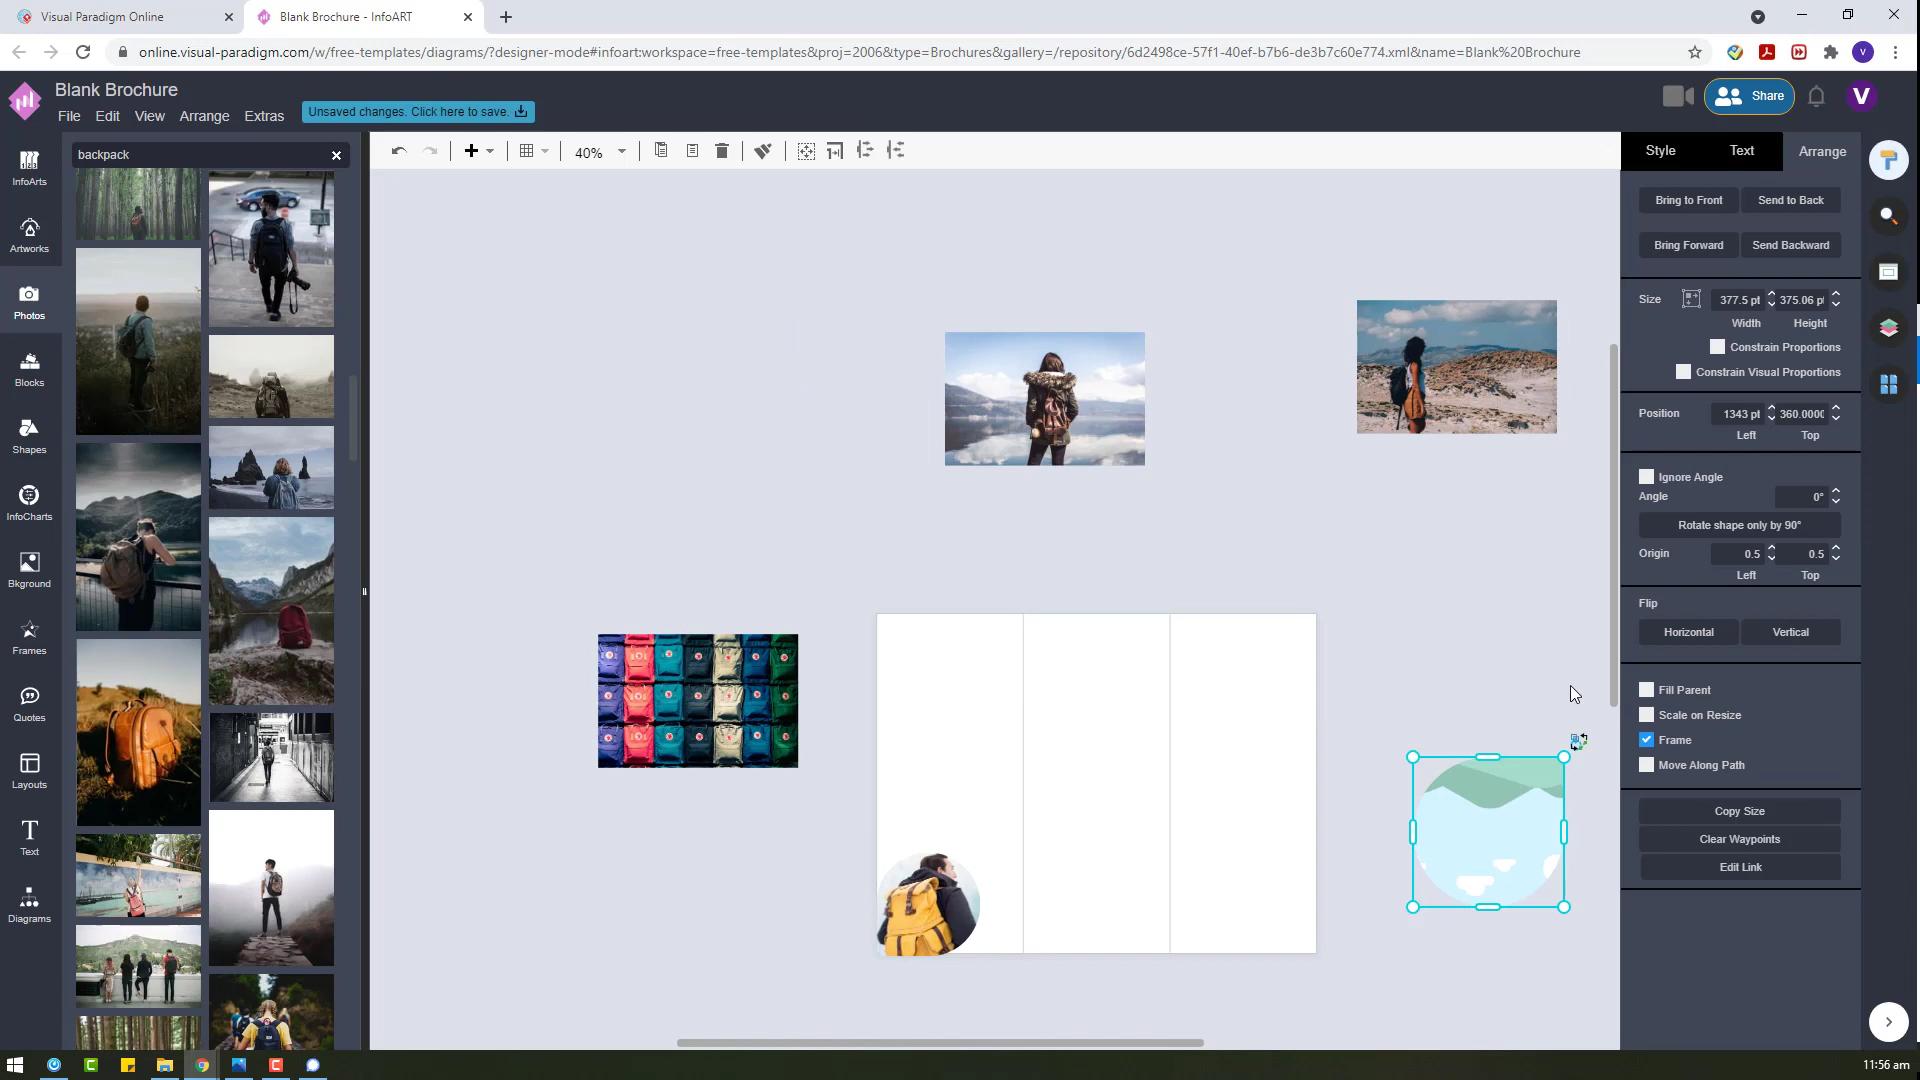 Visual Paradigm Online
Blank Brochure - InfoART
online.visual-paradigm.com/w/free-templates/diagrams/?designer-mode#infoart:workspace=free-templates&proj=2006&type=Brochures&gallery=/repository/6d2498ce-57f1-40ef-b7b6-de3b7c60e774.xml&name=Blank%20Brochure
V
Blank Brochure
File Edit View Arrange Extras
Unsaved changes. Click here to save.
Share
V
InfoArts
Artworks
Photos
Blocks
Shapes
InfoCharts
Bkground
Frames
Quotes
Layouts
Text
Diagrams
backpack
40%
Style Text Arrange
Bring to Front Send to Back
Bring Forward Send Backward
Size 377.5 pt 375.06 pt
Width Height
Constrain Proportions
Constrain Visual Proportions
Position 1343 pt 360.0000
Left Top
Ignore Angle
Angle 0°
Rotate shape only by 90°
Origin 0.5 0.5
Left Top
Flip
Horizontal Vertical
Fill Parent
Scale on Resize
Frame
Move Along Path
Copy Size
Clear Waypoints
Edit Link
11:56 am